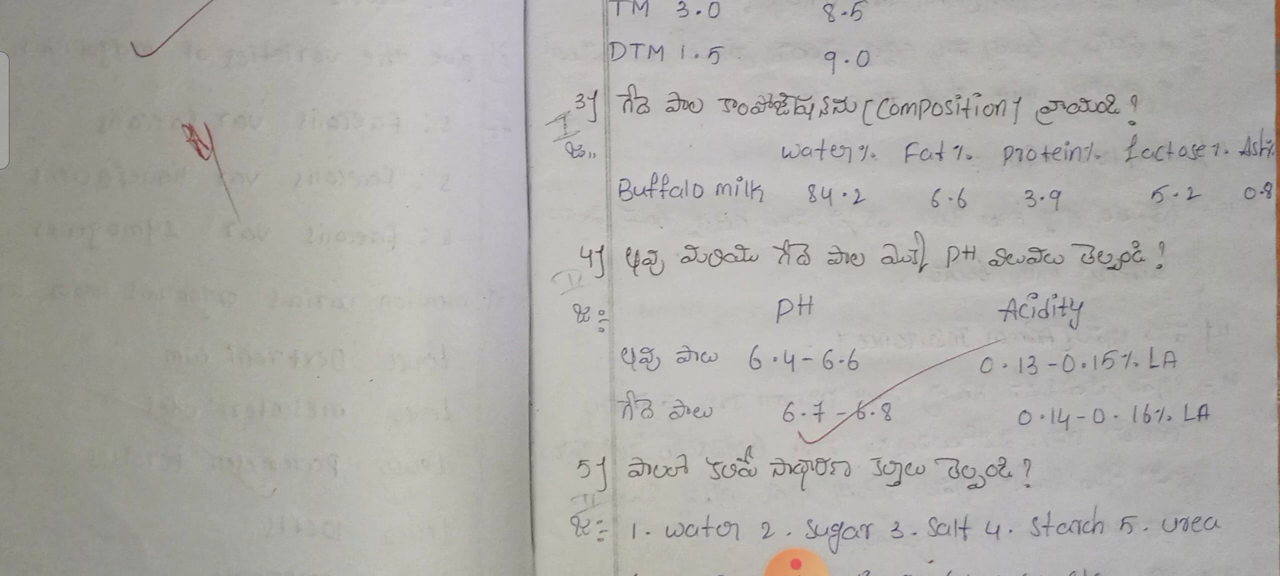 TM 3.0 8.5
DTM 1.5 9.0
3) గేదె పాల కాంపోజిషనును (Composition) వ్రాయండి?
I
జ,, water% Fat% protein% lactose% Ash%
Buffalo milk 84.2 6.6 3.9 5.2 0.8
4) ఆవు మరియు గేదె పాల యొక్క PH విలువలు తెల్పండి?
II
జ:= PH Acidity
ఆవు పాలు 6.4-6.6 0.13-0.15% LA
గేదె పాలు 6.7-6.8 0.14-0.16% LA
5) పాలలో కలిపే సాధారణ కల్తులు తెల్పండి?
II
జ:= 1. water 2. Sugar 3. Salt 4. Starch 5. urea